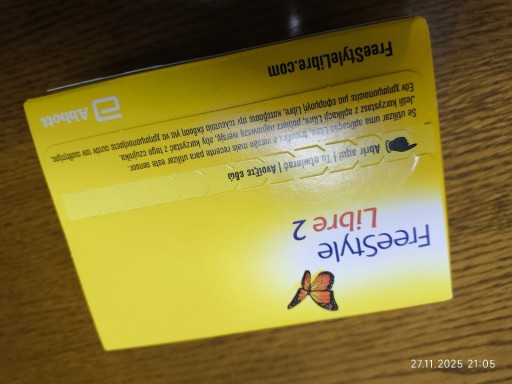 FreeStyle
Libre 2
Abrir aquí | Tu otwierać | Ανοίξτε εδώ
Se utilizar uma aplicação Libre, transfira a versão mais recente para utilizar este sensor.
Jeśli korzystasz z aplikacji Libre, pobierz najnowszą wersję, aby korzystać z tego czujnika.
Εάν χρησιμοποιείτε μια εφαρμογή Libre, κατεβάστε την τελευταία έκδοση για να χρησιμοποιήσετε αυτόν τον αισθητήρα.
Abbott
FreeStyleLibre.com
27.11.2025 21:05